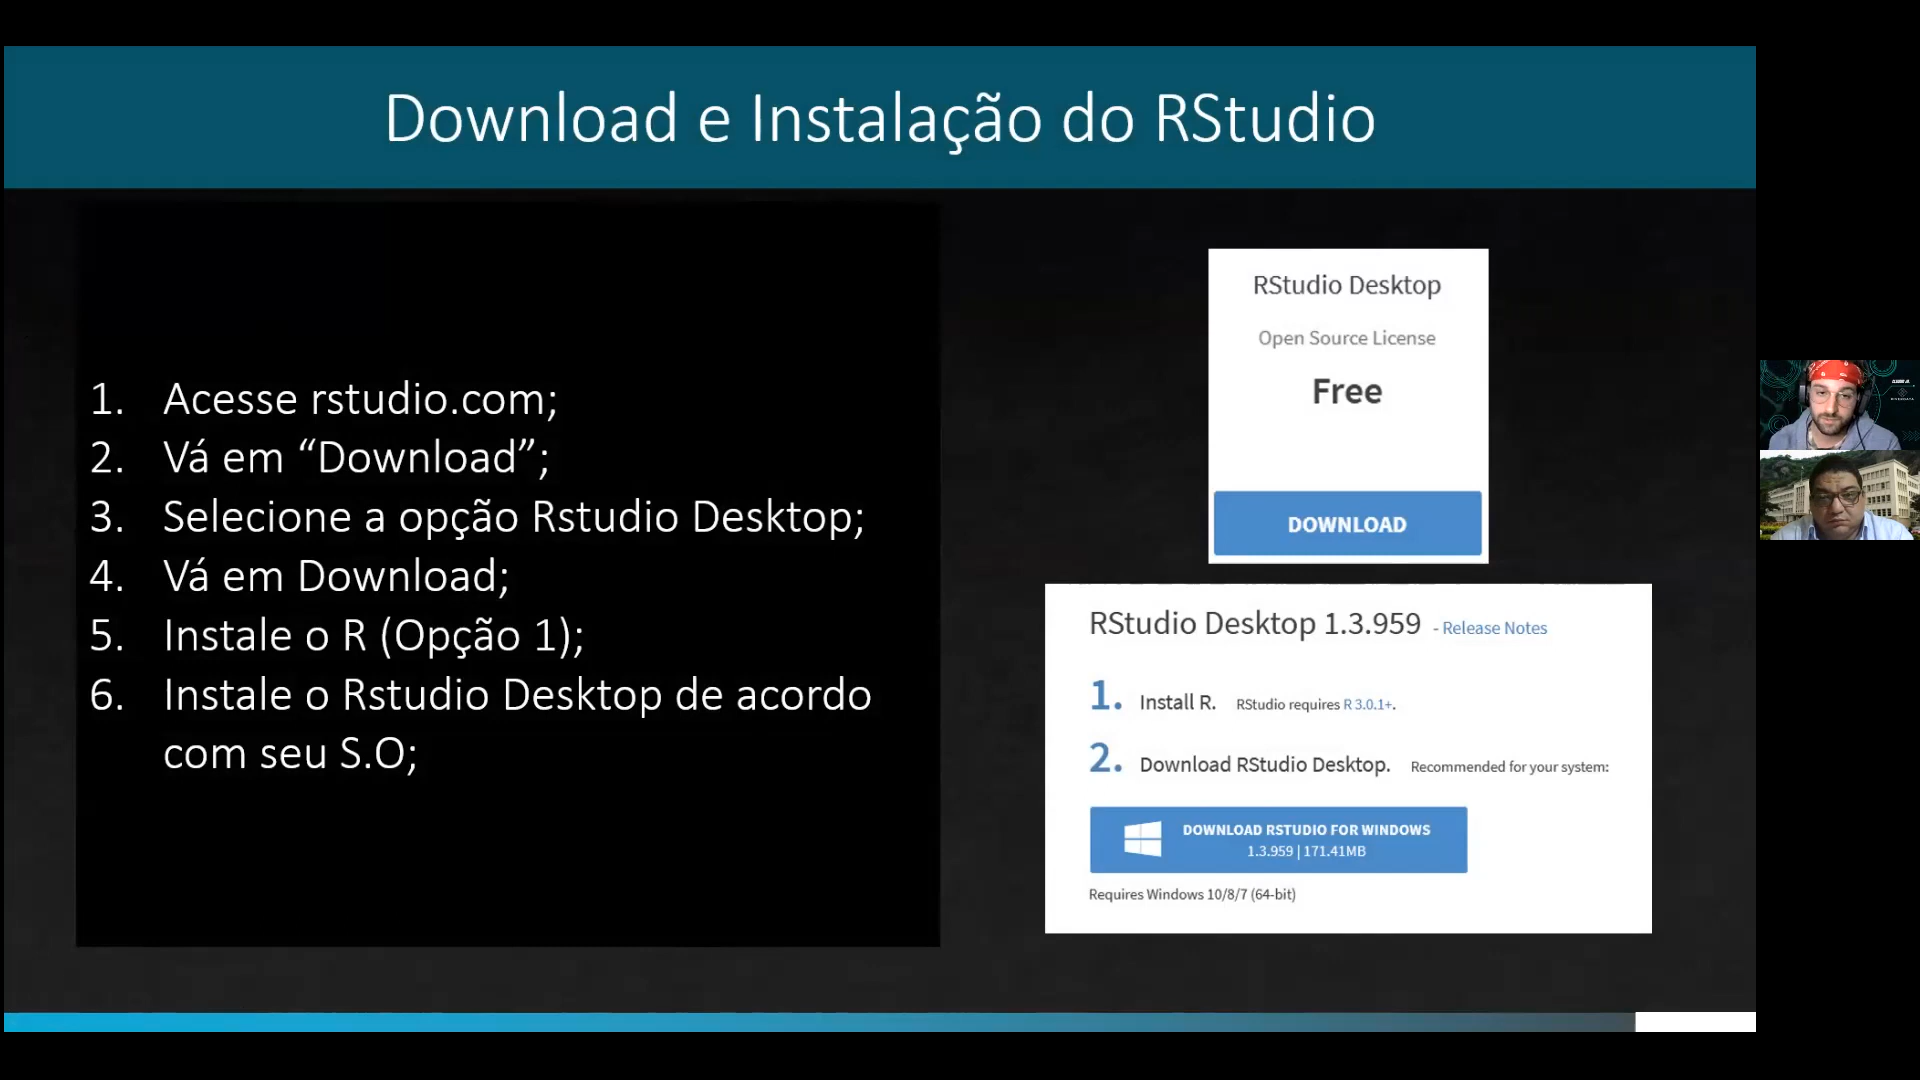 Download e Instalação do RStudio
1. Acesse rstudio.com;
2. Vá em “Download”;
3. Selecione a opção Rstudio Desktop;
4. Vá em Download;
5. Instale o R (Opção 1);
6. Instale o Rstudio Desktop de acordo
com seu S.O;
RStudio Desktop
Open Source License
Free
DOWNLOAD
RStudio Desktop 1.3.959 - Release Notes
1. Install R. RStudio requires R 3.0.1+.
2. Download RStudio Desktop. Recommended for your system:
DOWNLOAD RSTUDIO FOR WINDOWS
1.3.959 | 171.41MB
Requires Windows 10/8/7 (64-bit)